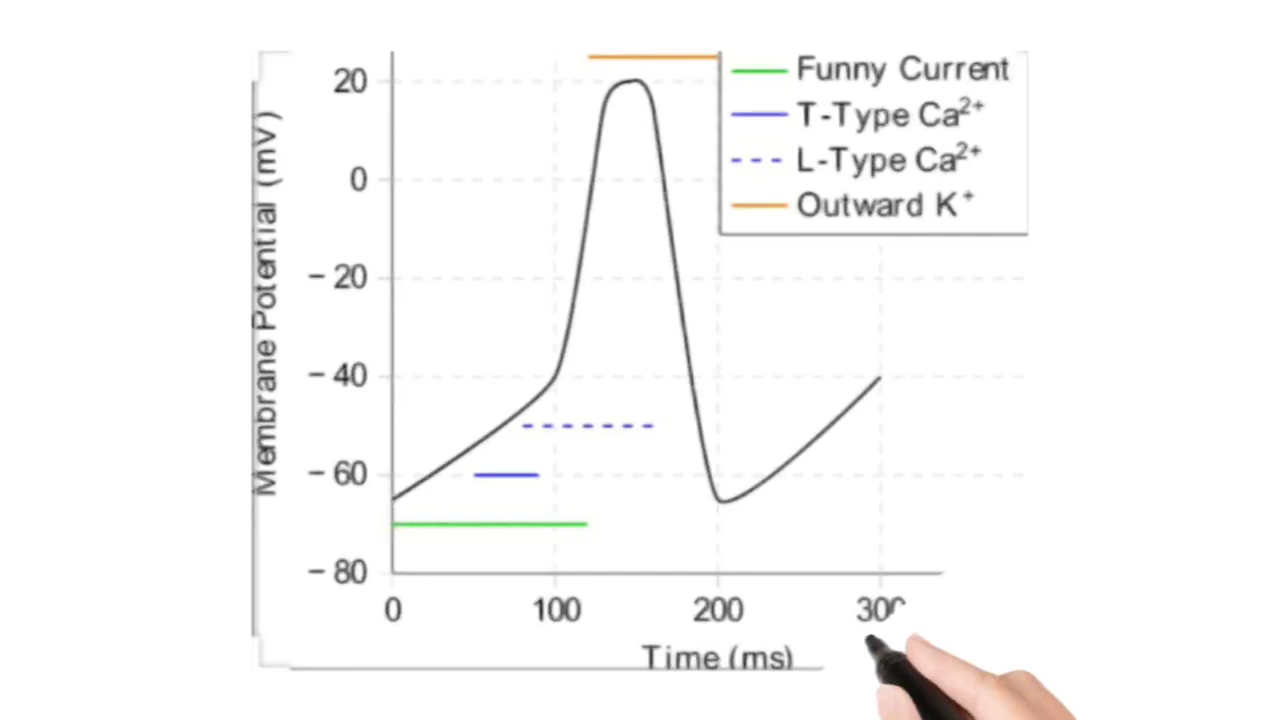 Membrane Potential (mV)
20
0
−20
−40
−60
−80
0 100 200 300
Time (ms)
Funny Current
T-Type Ca²⁺
L-Type Ca²⁺
Outward K⁺